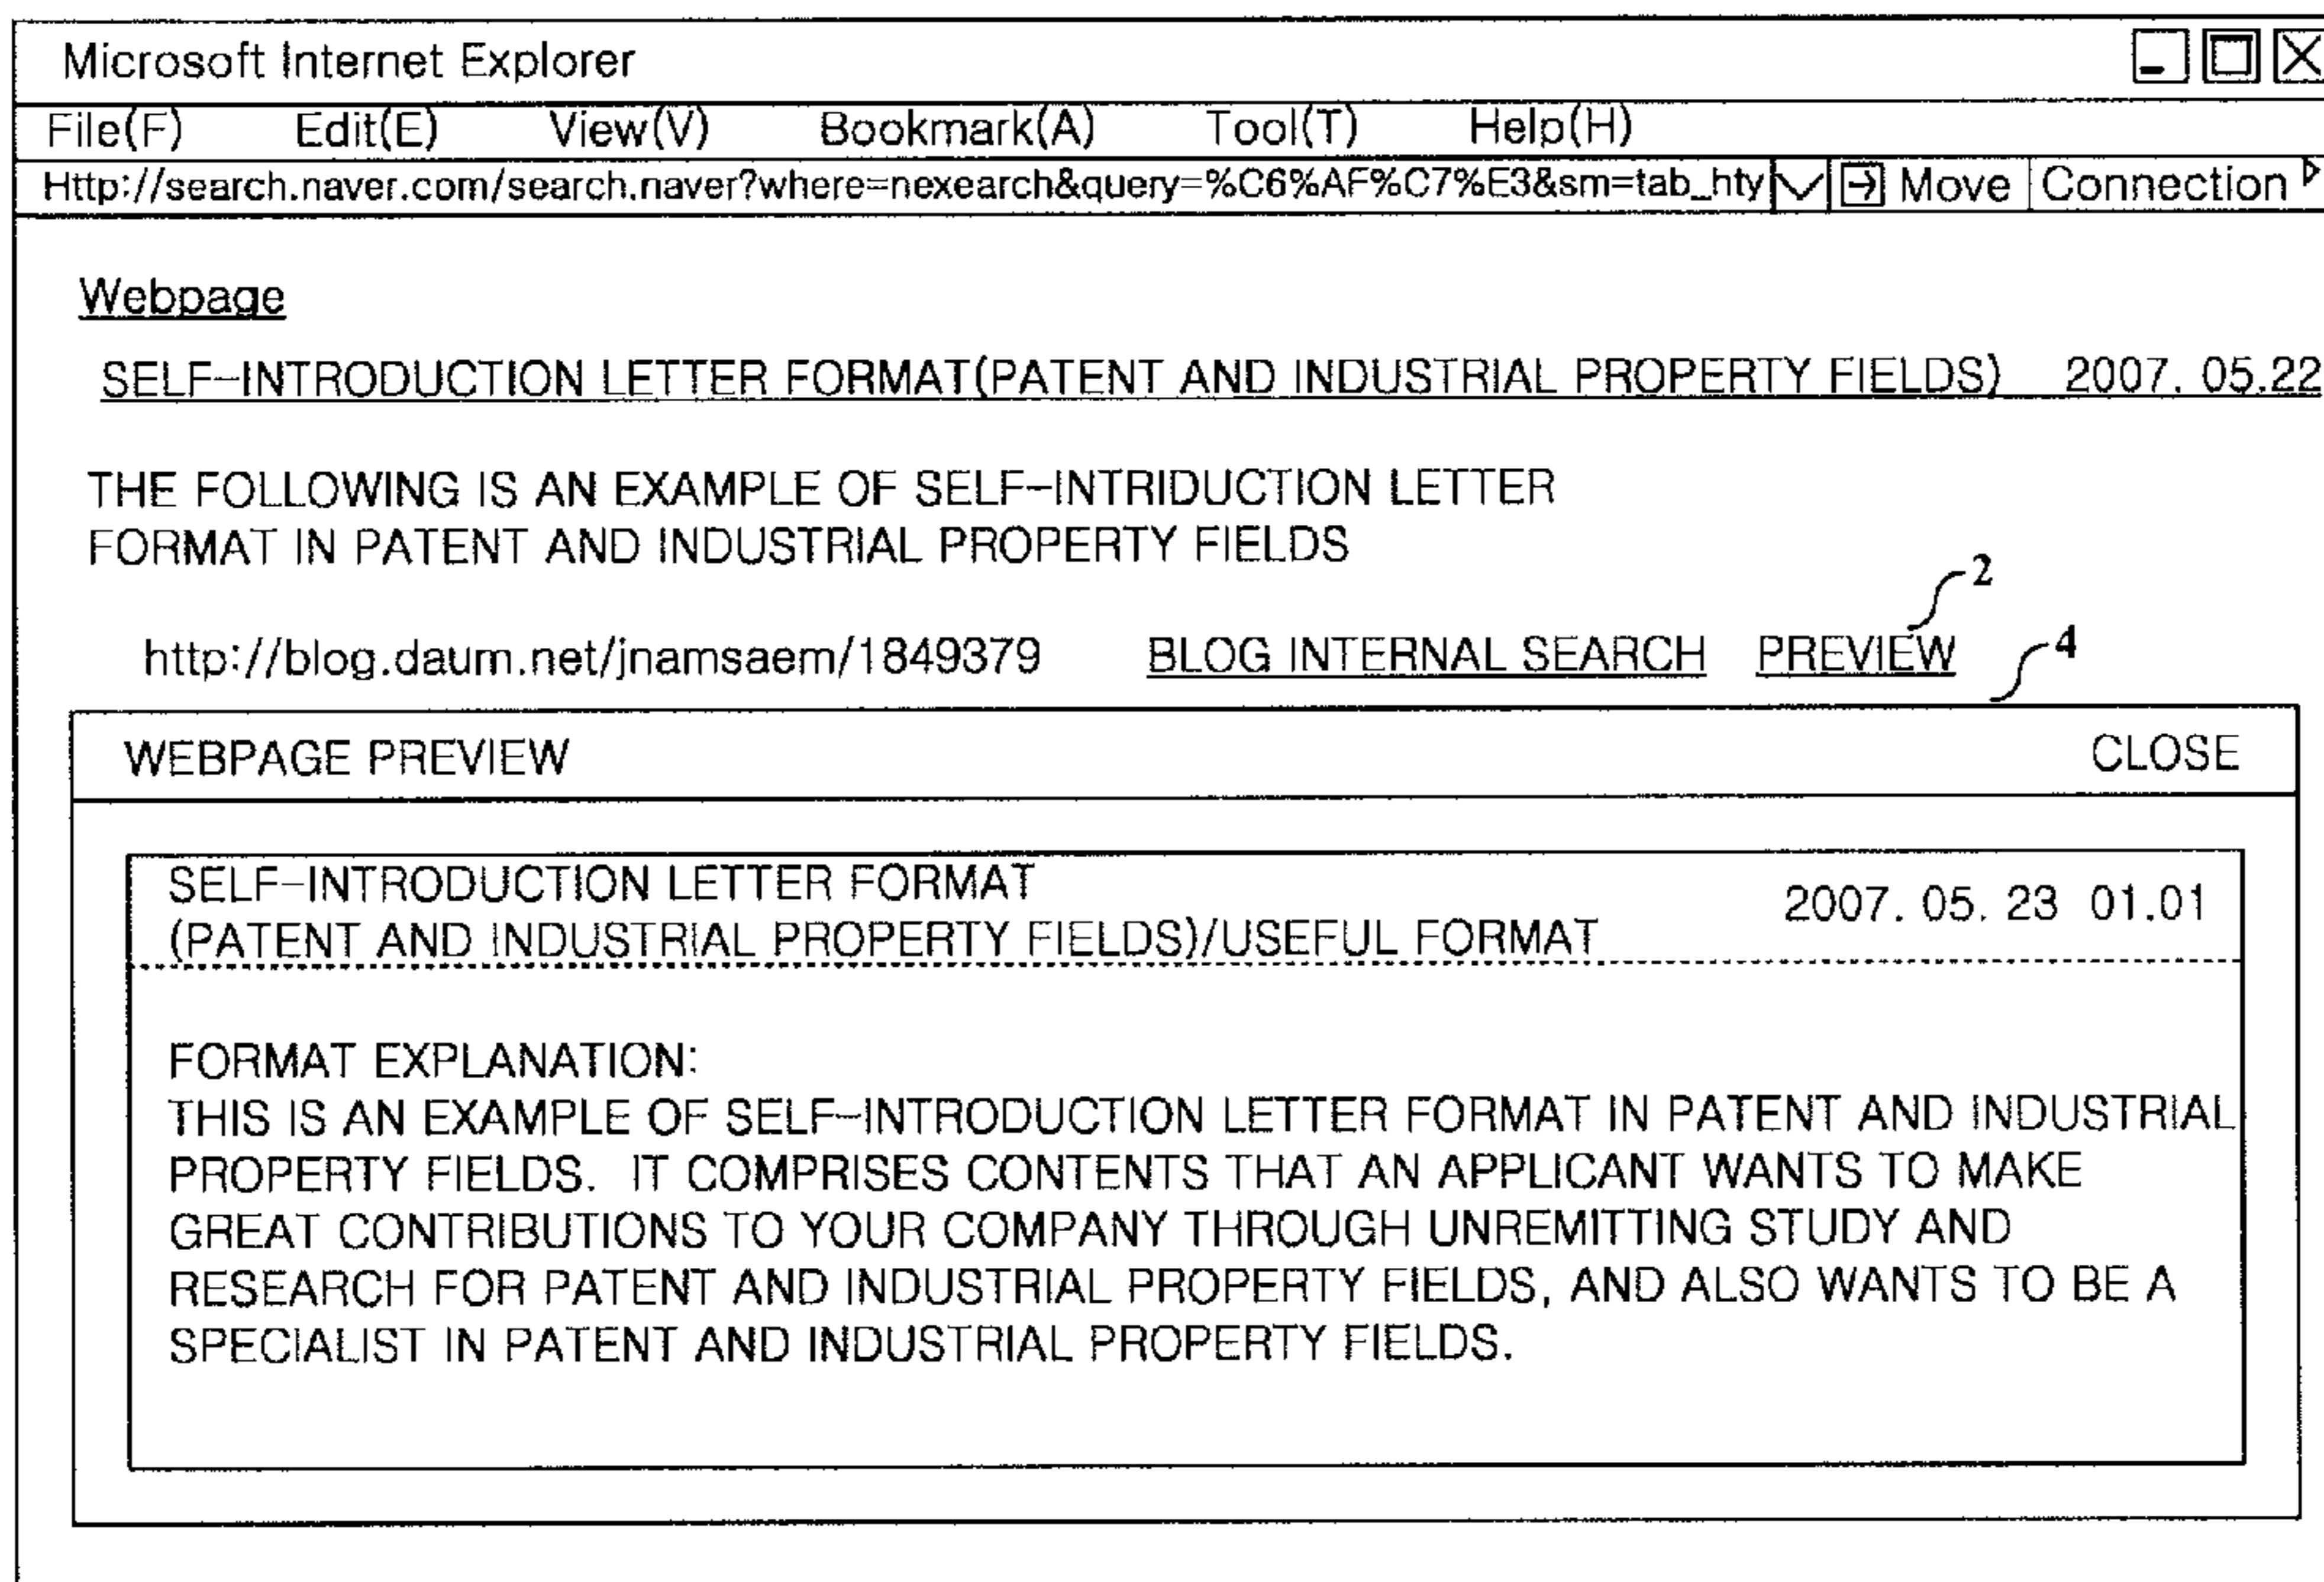 Microsoft Internet Explorer
File(F) Edit(E) View(V) Bookmark(A) Tool(T) Help(H)
Http://search.naver.com/search.naver?where=nexearch&query=%C6%AF%C7%E3&sm=tab_hty Move Connection
Webpage
SELF-INTRODUCTION LETTER FORMAT(PATENT AND INDUSTRIAL PROPERTY FIELDS) 2007. 05.22
THE FOLLOWING IS AN EXAMPLE OF SELF-INTRIDUCTION LETTER
FORMAT IN PATENT AND INDUSTRIAL PROPERTY FIELDS
2
http://blog.daum.net/jnamsaem/1849379 BLOG INTERNAL SEARCH PREVIEW 4
WEBPAGE PREVIEW CLOSE
SELF-INTRODUCTION LETTER FORMAT
(PATENT AND INDUSTRIAL PROPERTY FIELDS)/USEFUL FORMAT 2007. 05. 23 01.01
FORMAT EXPLANATION:
THIS IS AN EXAMPLE OF SELF-INTRODUCTION LETTER FORMAT IN PATENT AND INDUSTRIAL
PROPERTY FIELDS. IT COMPRISES CONTENTS THAT AN APPLICANT WANTS TO MAKE
GREAT CONTRIBUTIONS TO YOUR COMPANY THROUGH UNREMITTING STUDY AND
RESEARCH FOR PATENT AND INDUSTRIAL PROPERTY FIELDS, AND ALSO WANTS TO BE A
SPECIALIST IN PATENT AND INDUSTRIAL PROPERTY FIELDS.